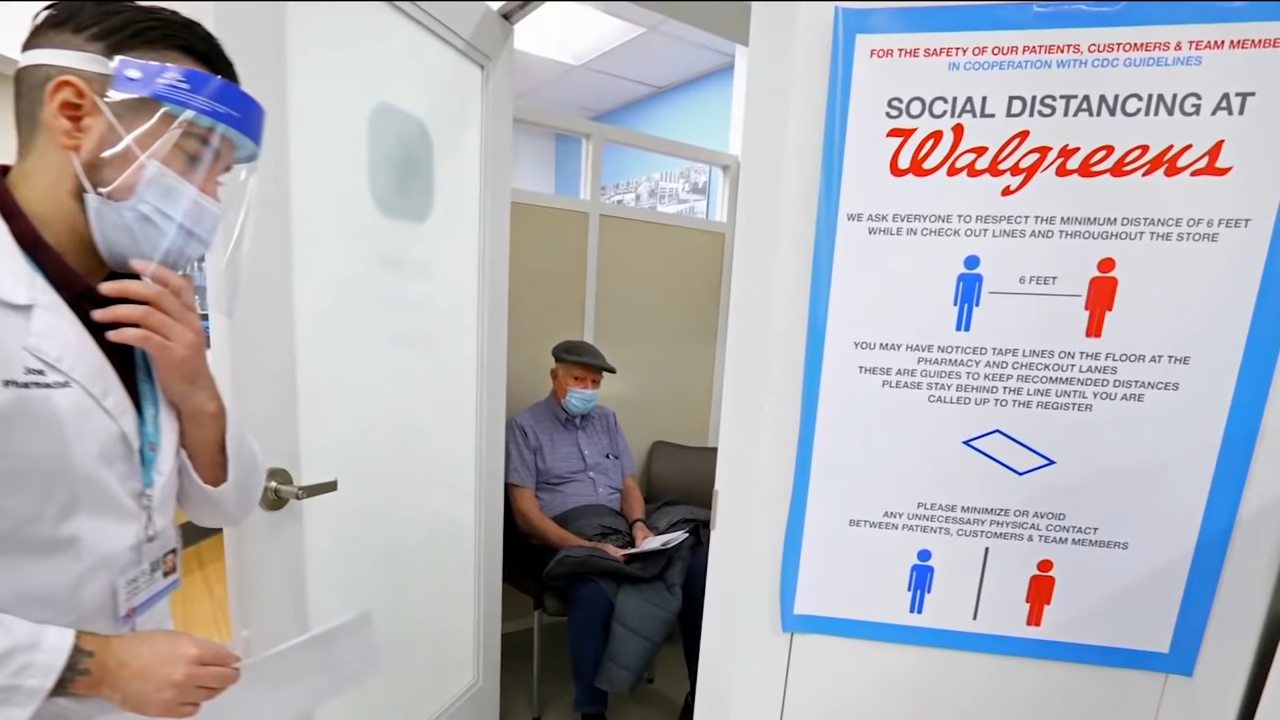 Joe
Pharmacist
FOR THE SAFETY OF OUR PATIENTS, CUSTOMERS & TEAM MEMBE
IN COOPERATION WITH CDC GUIDELINES
SOCIAL DISTANCING AT
Walgreens
WE ASK EVERYONE TO RESPECT THE MINIMUM DISTANCE OF 6 FEET
WHILE IN CHECK OUT LINES AND THROUGHOUT THE STORE
6 FEET
YOU MAY HAVE NOTICED TAPE LINES ON THE FLOOR AT THE
PHARMACY AND CHECKOUT LANES
THESE ARE GUIDES TO KEEP RECOMMENDED DISTANCES
PLEASE STAY BEHIND THE LINE UNTIL YOU ARE
CALLED UP TO THE REGISTER
PLEASE MINIMIZE OR AVOID
ANY UNNECESSARY PHYSICAL CONTACT
BETWEEN PATIENTS, CUSTOMERS & TEAM MEMBERS